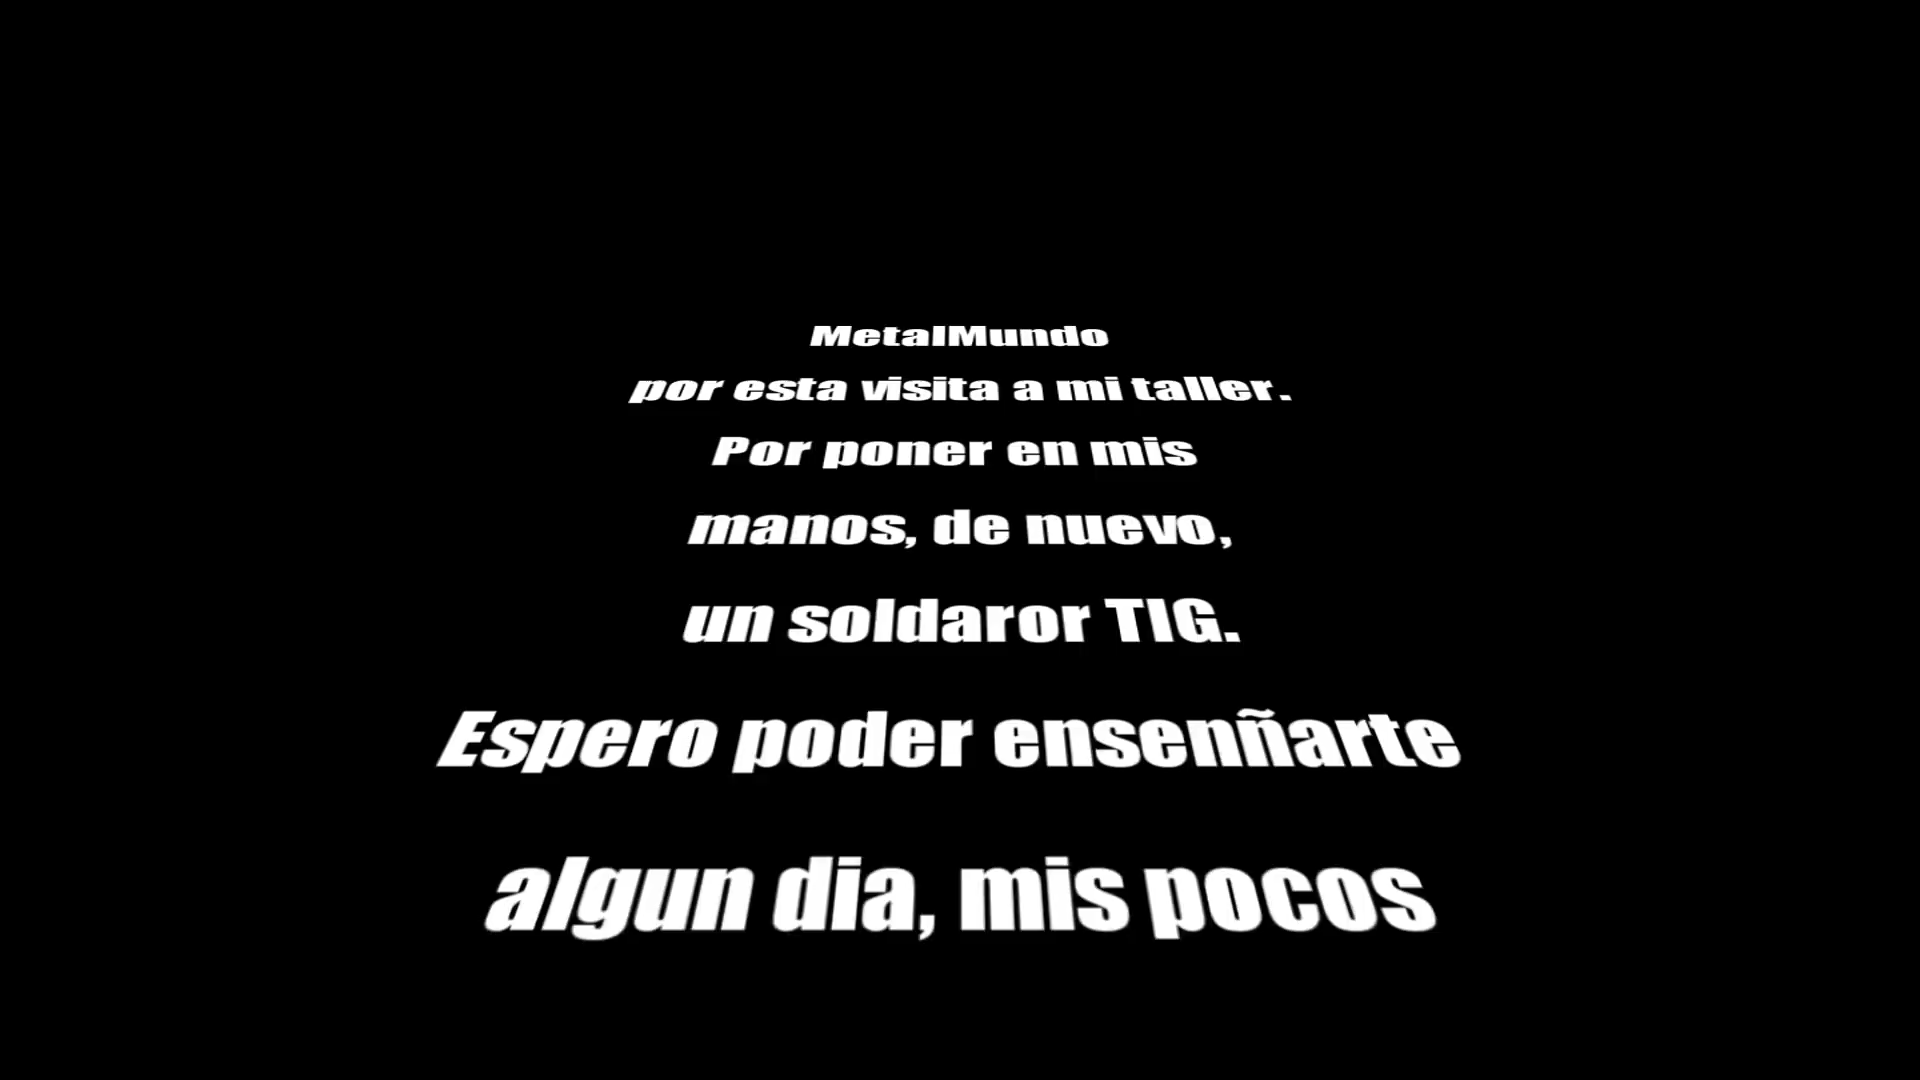 MetalMundo
por esta visita a mi taller.
Por poner en mis
manos, de nuevo,
un soldaror TIG.
Espero poder ensenñarte
algun dia, mis pocos